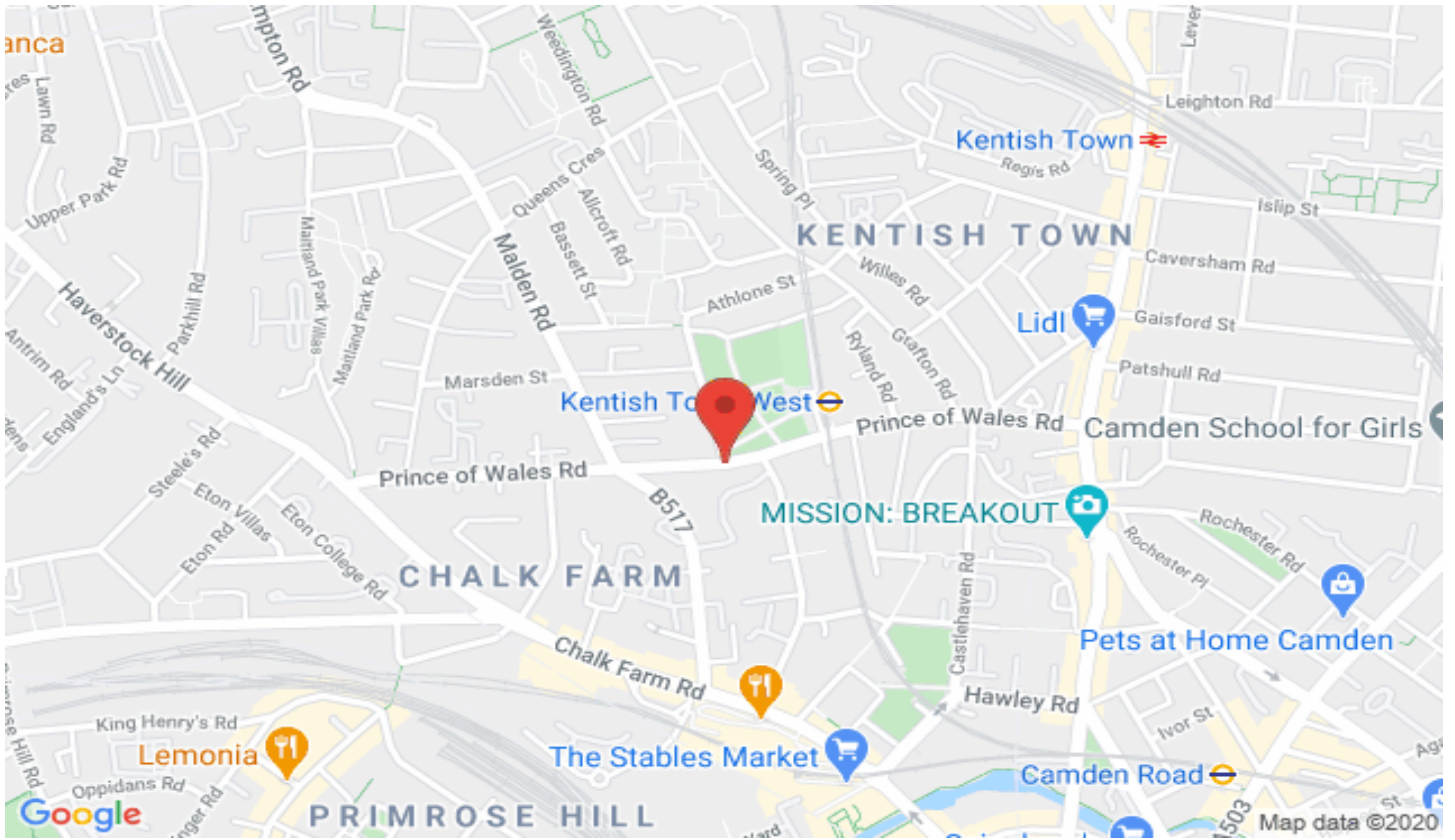 anca
Lawn Rd
Upper Park Rd
Parkhill Rd
Haverstock Hill
Antrim Rd
England's Ln
Steele's Rd
Eton Villas
Eton Rd
Eton College Rd
Maitland Park Villas
Maitland Park Rd
Malden Rd
Queens Cres
Weedington Rd
Allcroft Rd
Bassett St
Marsden St
Athlone St
Spring Pl
Kentish Town
Regis Rd
Leighton Rd
Islip St
KENTISH TOWN
Willes Rd
Caversham Rd
Lidl
Gaisford St
Ryland Rd
Grafton Rd
Patshull Rd
Prince of Wales Rd
Camden School for Girls
Prince of Wales Rd
B517
MISSION: BREAKOUT
Rochester Rd
Rochester Pl
CHALK FARM
Castlehaven Rd
Pets at Home Camden
Chalk Farm Rd
Hawley Rd
King Henry's Rd
Lemonia
Ivor St
The Stables Market
Camden Road
Oppidans Rd
PRIMROSE HILL
Google
Map data ©2020